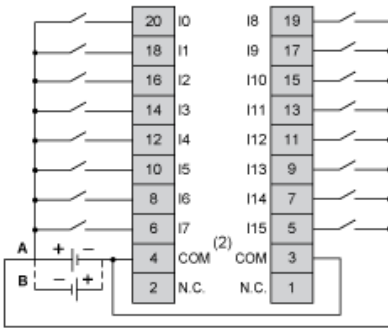 20 I0 I8 19
18 I1 I9 17
16 I2 I10 15
14 I3 I11 13
12 I4 I12 11
10 I5 I13 9
8 I6 I14 7
6 I7 I15 5
(2)
A + − 4 COM COM 3
B − + 2 N.C. N.C. 1